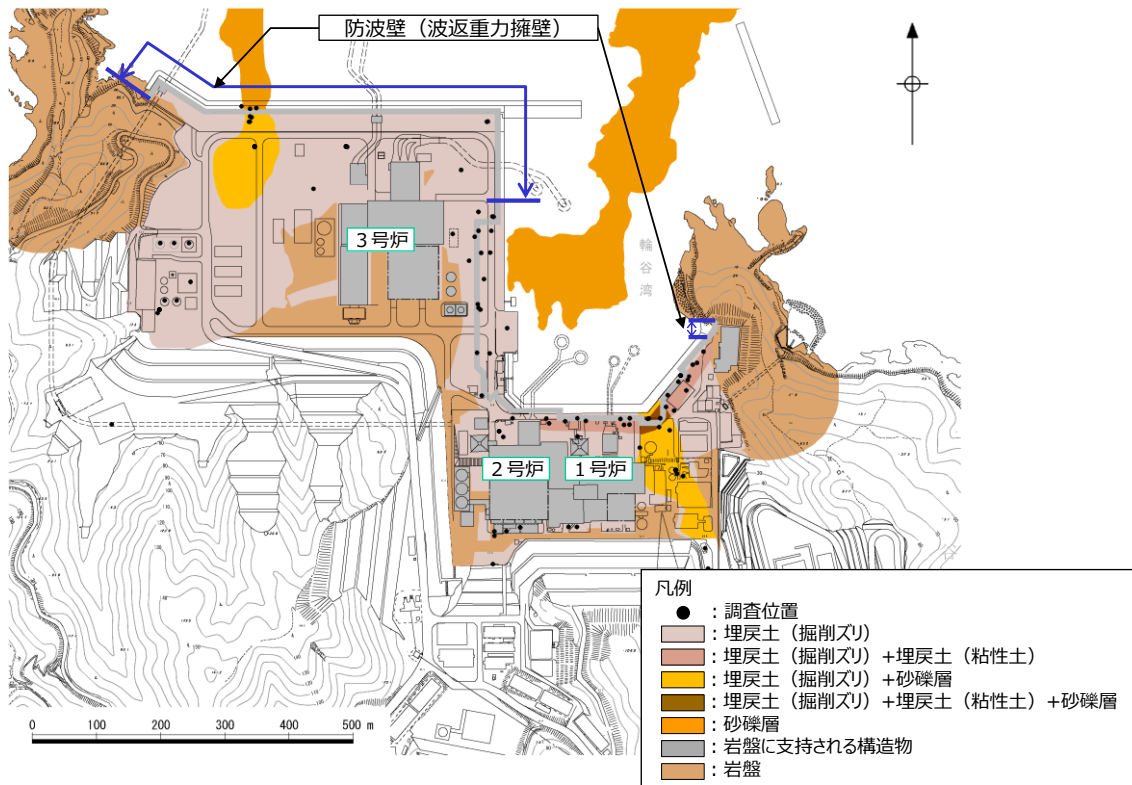 防波壁（波返重力擁壁）
3号炉
輪谷湾
2号炉
1号炉
凡例
●：調査位置
：埋戻土（掘削ズリ）
：埋戻土（掘削ズリ）+埋戻土（粘性土）
：埋戻土（掘削ズリ）+砂礫層
：埋戻土（掘削ズリ）+埋戻土（粘性土）+砂礫層
：砂礫層
：岩盤に支持される構造物
：岩盤
0 100 200 300 400 500 m